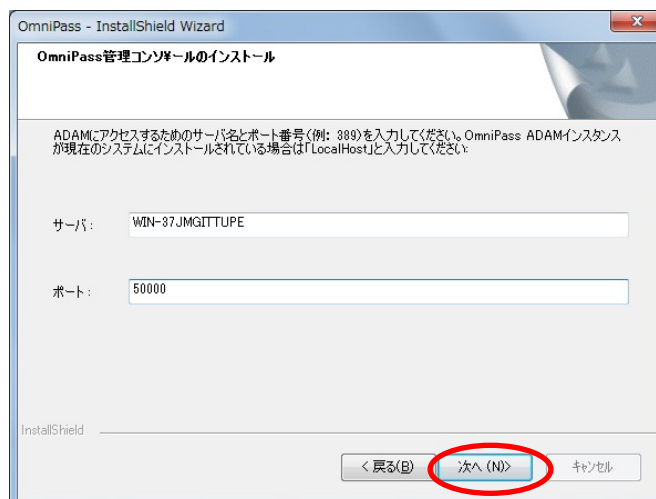 OmniPass - InstallShield Wizard
OmniPass管理コンソ¥ールのインストール
ADAMにアクセスするためのサーバ名とポート番号(例: 389)を入力してください。OmniPass ADAMインスタンス
が現在のシステムにインストールされている場合は「LocalHost」と入力してください:
サーバ:
WIN-37JMGITTUPE
ポート:
50000
InstallShield
< 戻る(B)
次へ (N)>
キャンセル